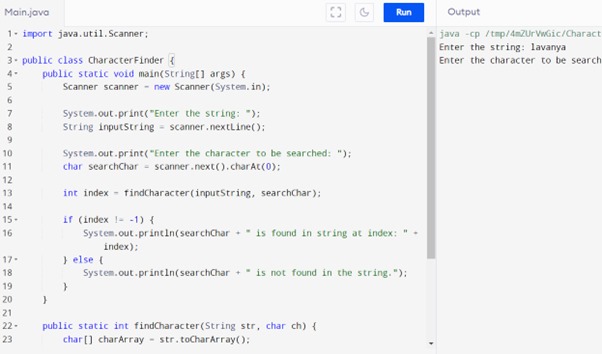 Main.java
Run
Output
1 import java.util.Scanner;
2
3 public class CharacterFinder {
4 public static void main(String[] args) {
5 Scanner scanner = new Scanner(System.in);
6
7 System.out.print("Enter the string: ");
8 String inputString = scanner.nextLine();
9
10 System.out.print("Enter the character to be searched: ");
11 char searchChar = scanner.next().charAt(0);
12
13 int index = findCharacter(inputString, searchChar);
14
15 if (index != -1) {
16 System.out.println(searchChar + " is found in string at index: " +
index);
17 } else {
18 System.out.println(searchChar + " is not found in the string.");
19 }
20 }
21
22 public static int findCharacter(String str, char ch) {
23 char[] charArray = str.toCharArray();
java -cp /tmp/4mZUrVwGic/Charact
Enter the string: lavanya
Enter the character to be search